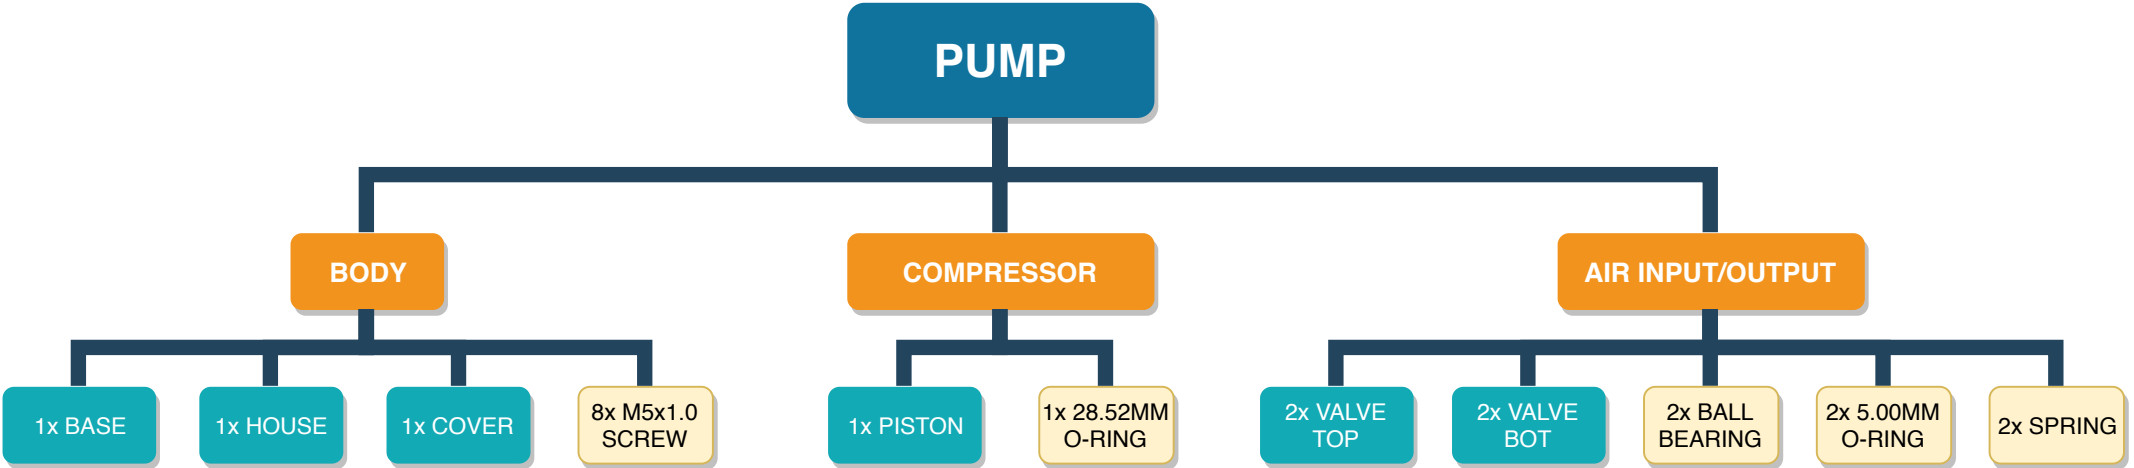 PUMP
BODY
COMPRESSOR
AIR INPUT/OUTPUT
1x BASE
1x HOUSE
1x COVER
8x M5x1.0
SCREW
1x PISTON
1x 28.52MM
O-RING
2x VALVE
TOP
2x VALVE
BOT
2x BALL
BEARING
2x 5.00MM
O-RING
2x SPRING